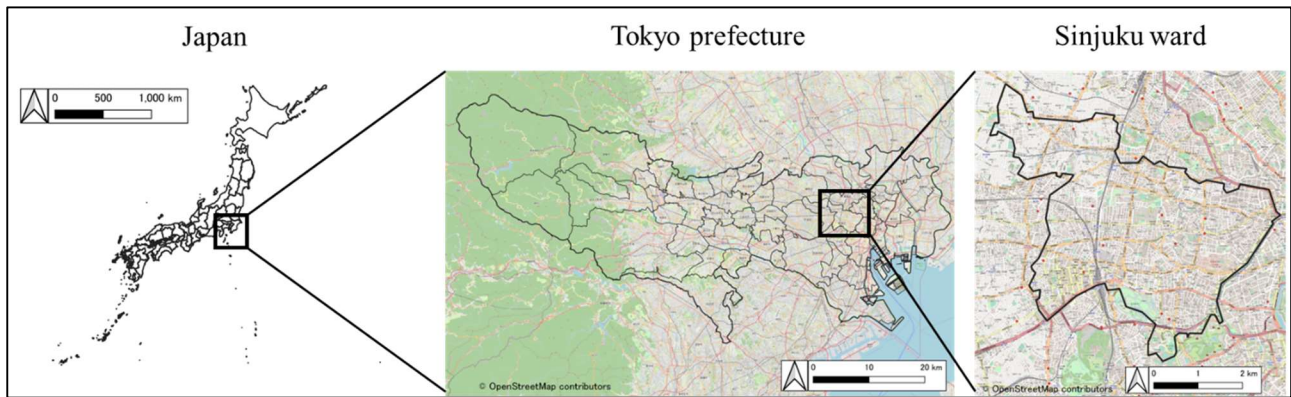 Japan
Tokyo prefecture
Sinjuku ward
0 500 1,000 km
© OpenStreetMap contributors
0 10 20 km
© OpenStreetMap contributors
0 1 2 km